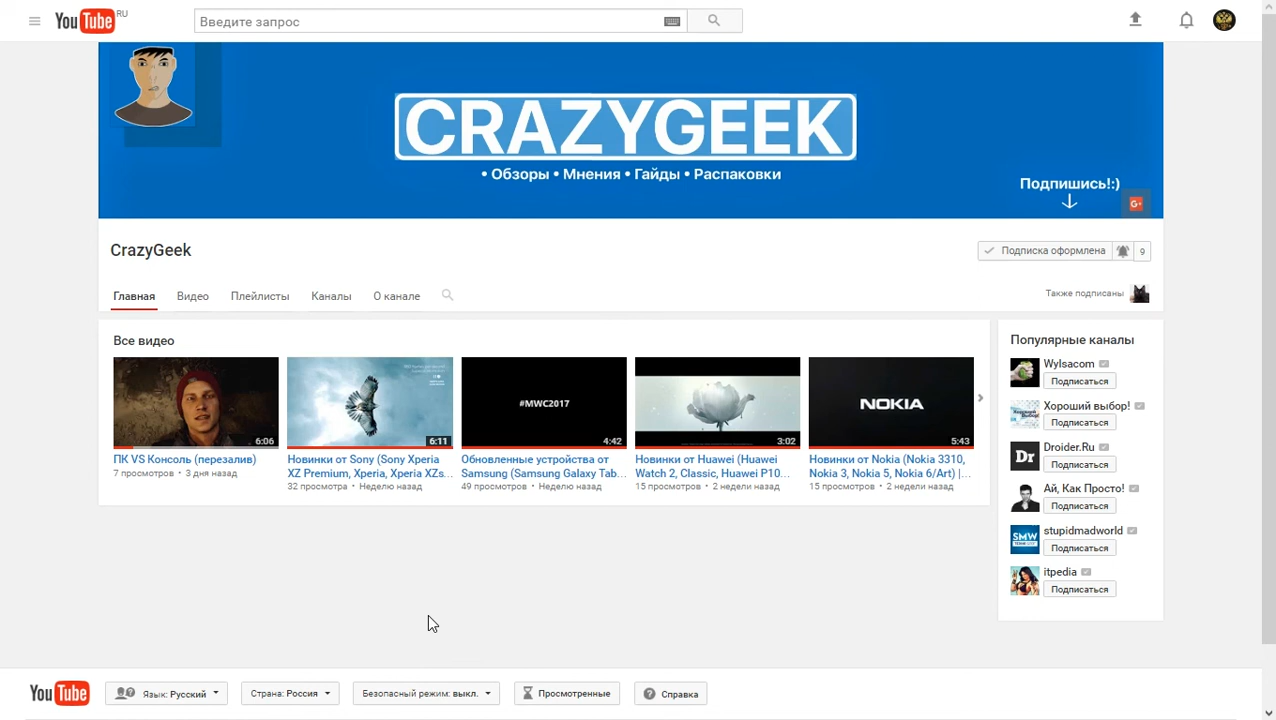 YouTube RU
Введите запрос
CRAZYGEEK
• Обзоры • Мнения • Гайды • Распаковки
Подпишись!:)
G+
CrazyGeek
Подписка оформлена 9
Главная Видео Плейлисты Каналы О канале
Также подписаны
Все видео
#MWC2017
NOKIA
6:06
6:11
4:42
3:02
5:43
ПК VS Консоль (перезалив)
7 просмотров • 3 дня назад
Новинки от Sony (Sony Xperia
XZ Premium, Xperia, Xperia XZs...
32 просмотра • Неделю назад
Обновленные устройства от
Samsung (Samsung Galaxy Tab...
49 просмотров • Неделю назад
Новинки от Huawei (Huawei
Watch 2, Classic, Huawei P10...
15 просмотров • 2 недели назад
Новинки от Nokia (Nokia 3310,
Nokia 3, Nokia 5, Nokia 6/Art) |...
15 просмотров • 2 недели назад
Популярные каналы
Wylsacom
Подписаться
Хороший выбор!
Подписаться
Dr
Droider.Ru
Подписаться
Ай, Как Просто!
Подписаться
SMW
stupidmadworld
Подписаться
itpedia
Подписаться
YouTube
Язык: Русский
Страна: Россия
Безопасный режим: выкл.
Просмотренные
Справка